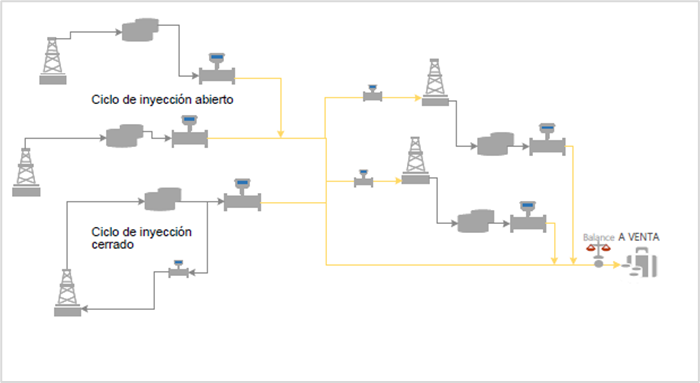 Ciclo de inyección abierto
Ciclo de inyección
cerrado
Balance A VENTA